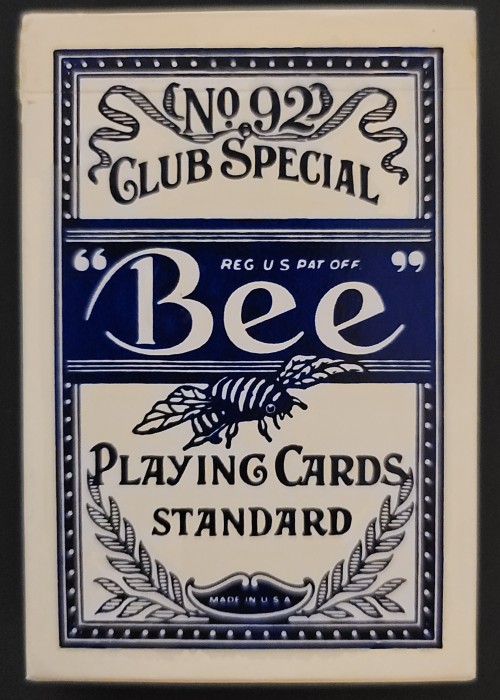 No. 92
CLUB SPECIAL
“Bee”
REG U S PAT OFF.
PLAYING CARDS
STANDARD
MADE IN U.S.A.